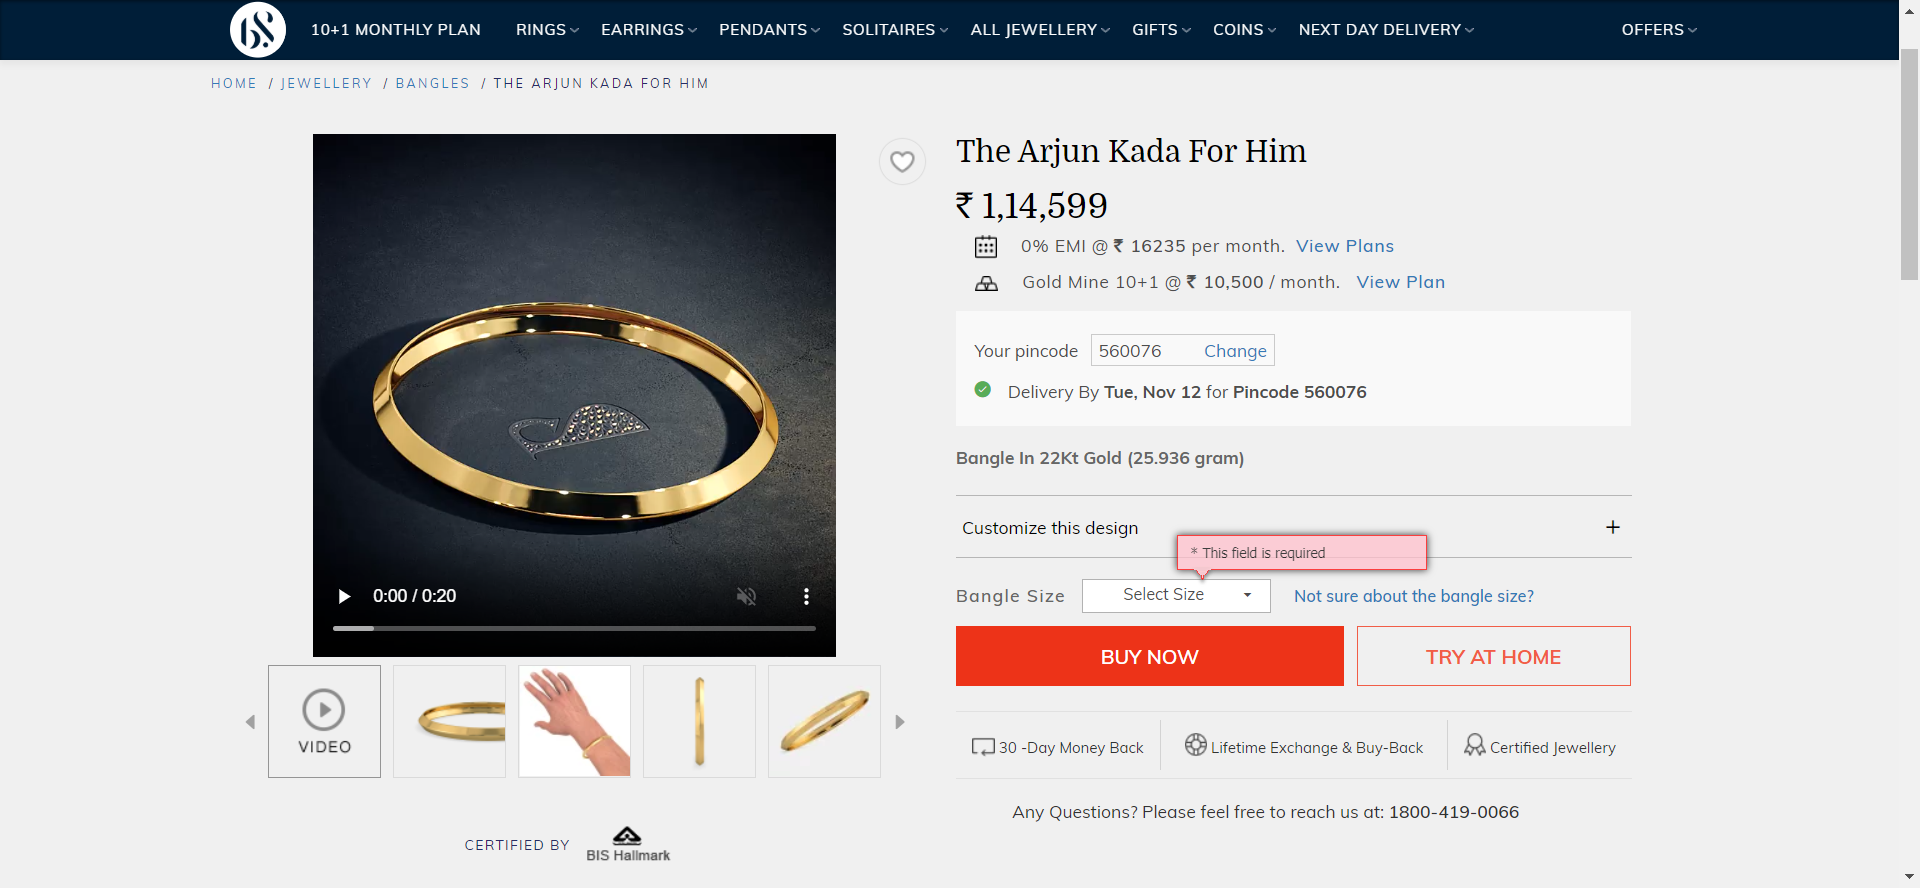 10+1 MONTHLY PLAN RINGS EARRINGS PENDANTS SOLITAIRES ALL JEWELLERY GIFTS COINS NEXT DAY DELIVERY OFFERS
HOME / JEWELLERY / BANGLES / THE ARJUN KADA FOR HIM
The Arjun Kada For Him
₹ 1,14,599
0% EMI @ ₹ 16235 per month. View Plans
Gold Mine 10+1 @ ₹ 10,500 / month. View Plan
Your pincode 560076 Change
Delivery By Tue, Nov 12 for Pincode 560076
Bangle In 22Kt Gold (25.936 gram)
Customize this design +
* This field is required
Bangle Size Select Size Not sure about the bangle size?
0:00 / 0:20
BUY NOW TRY AT HOME
VIDEO
30 -Day Money Back Lifetime Exchange & Buy-Back Certified Jewellery
Any Questions? Please feel free to reach us at: 1800-419-0066
CERTIFIED BY BIS Hallmark